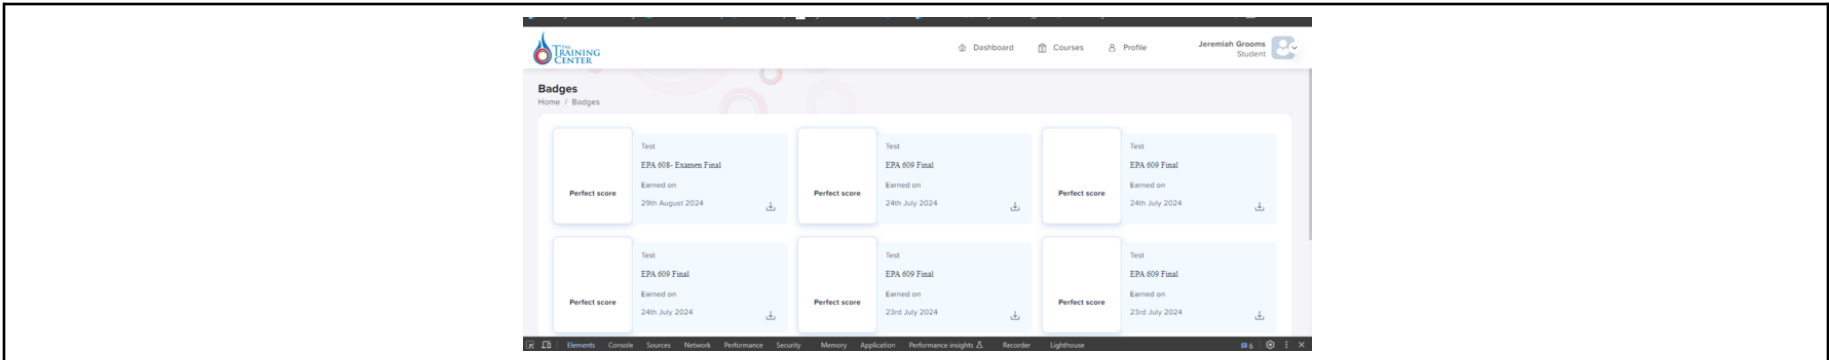 THE
TRAINING
CENTER
Dashboard
Courses
Profile
Jeremiah Grooms
Student
Badges
Home / Badges
Perfect score
Test
EPA 608- Examen Final
Earned on
29th August 2024
Perfect score
Test
EPA 609 Final
Earned on
24th July 2024
Perfect score
Test
EPA 609 Final
Earned on
24th July 2024
Perfect score
Test
EPA 609 Final
Earned on
24th July 2024
Perfect score
Test
EPA 609 Final
Earned on
23rd July 2024
Perfect score
Test
EPA 609 Final
Earned on
23rd July 2024
Elements Console Sources Network Performance Security Memory Application Performance insights Recorder Lighthouse 6